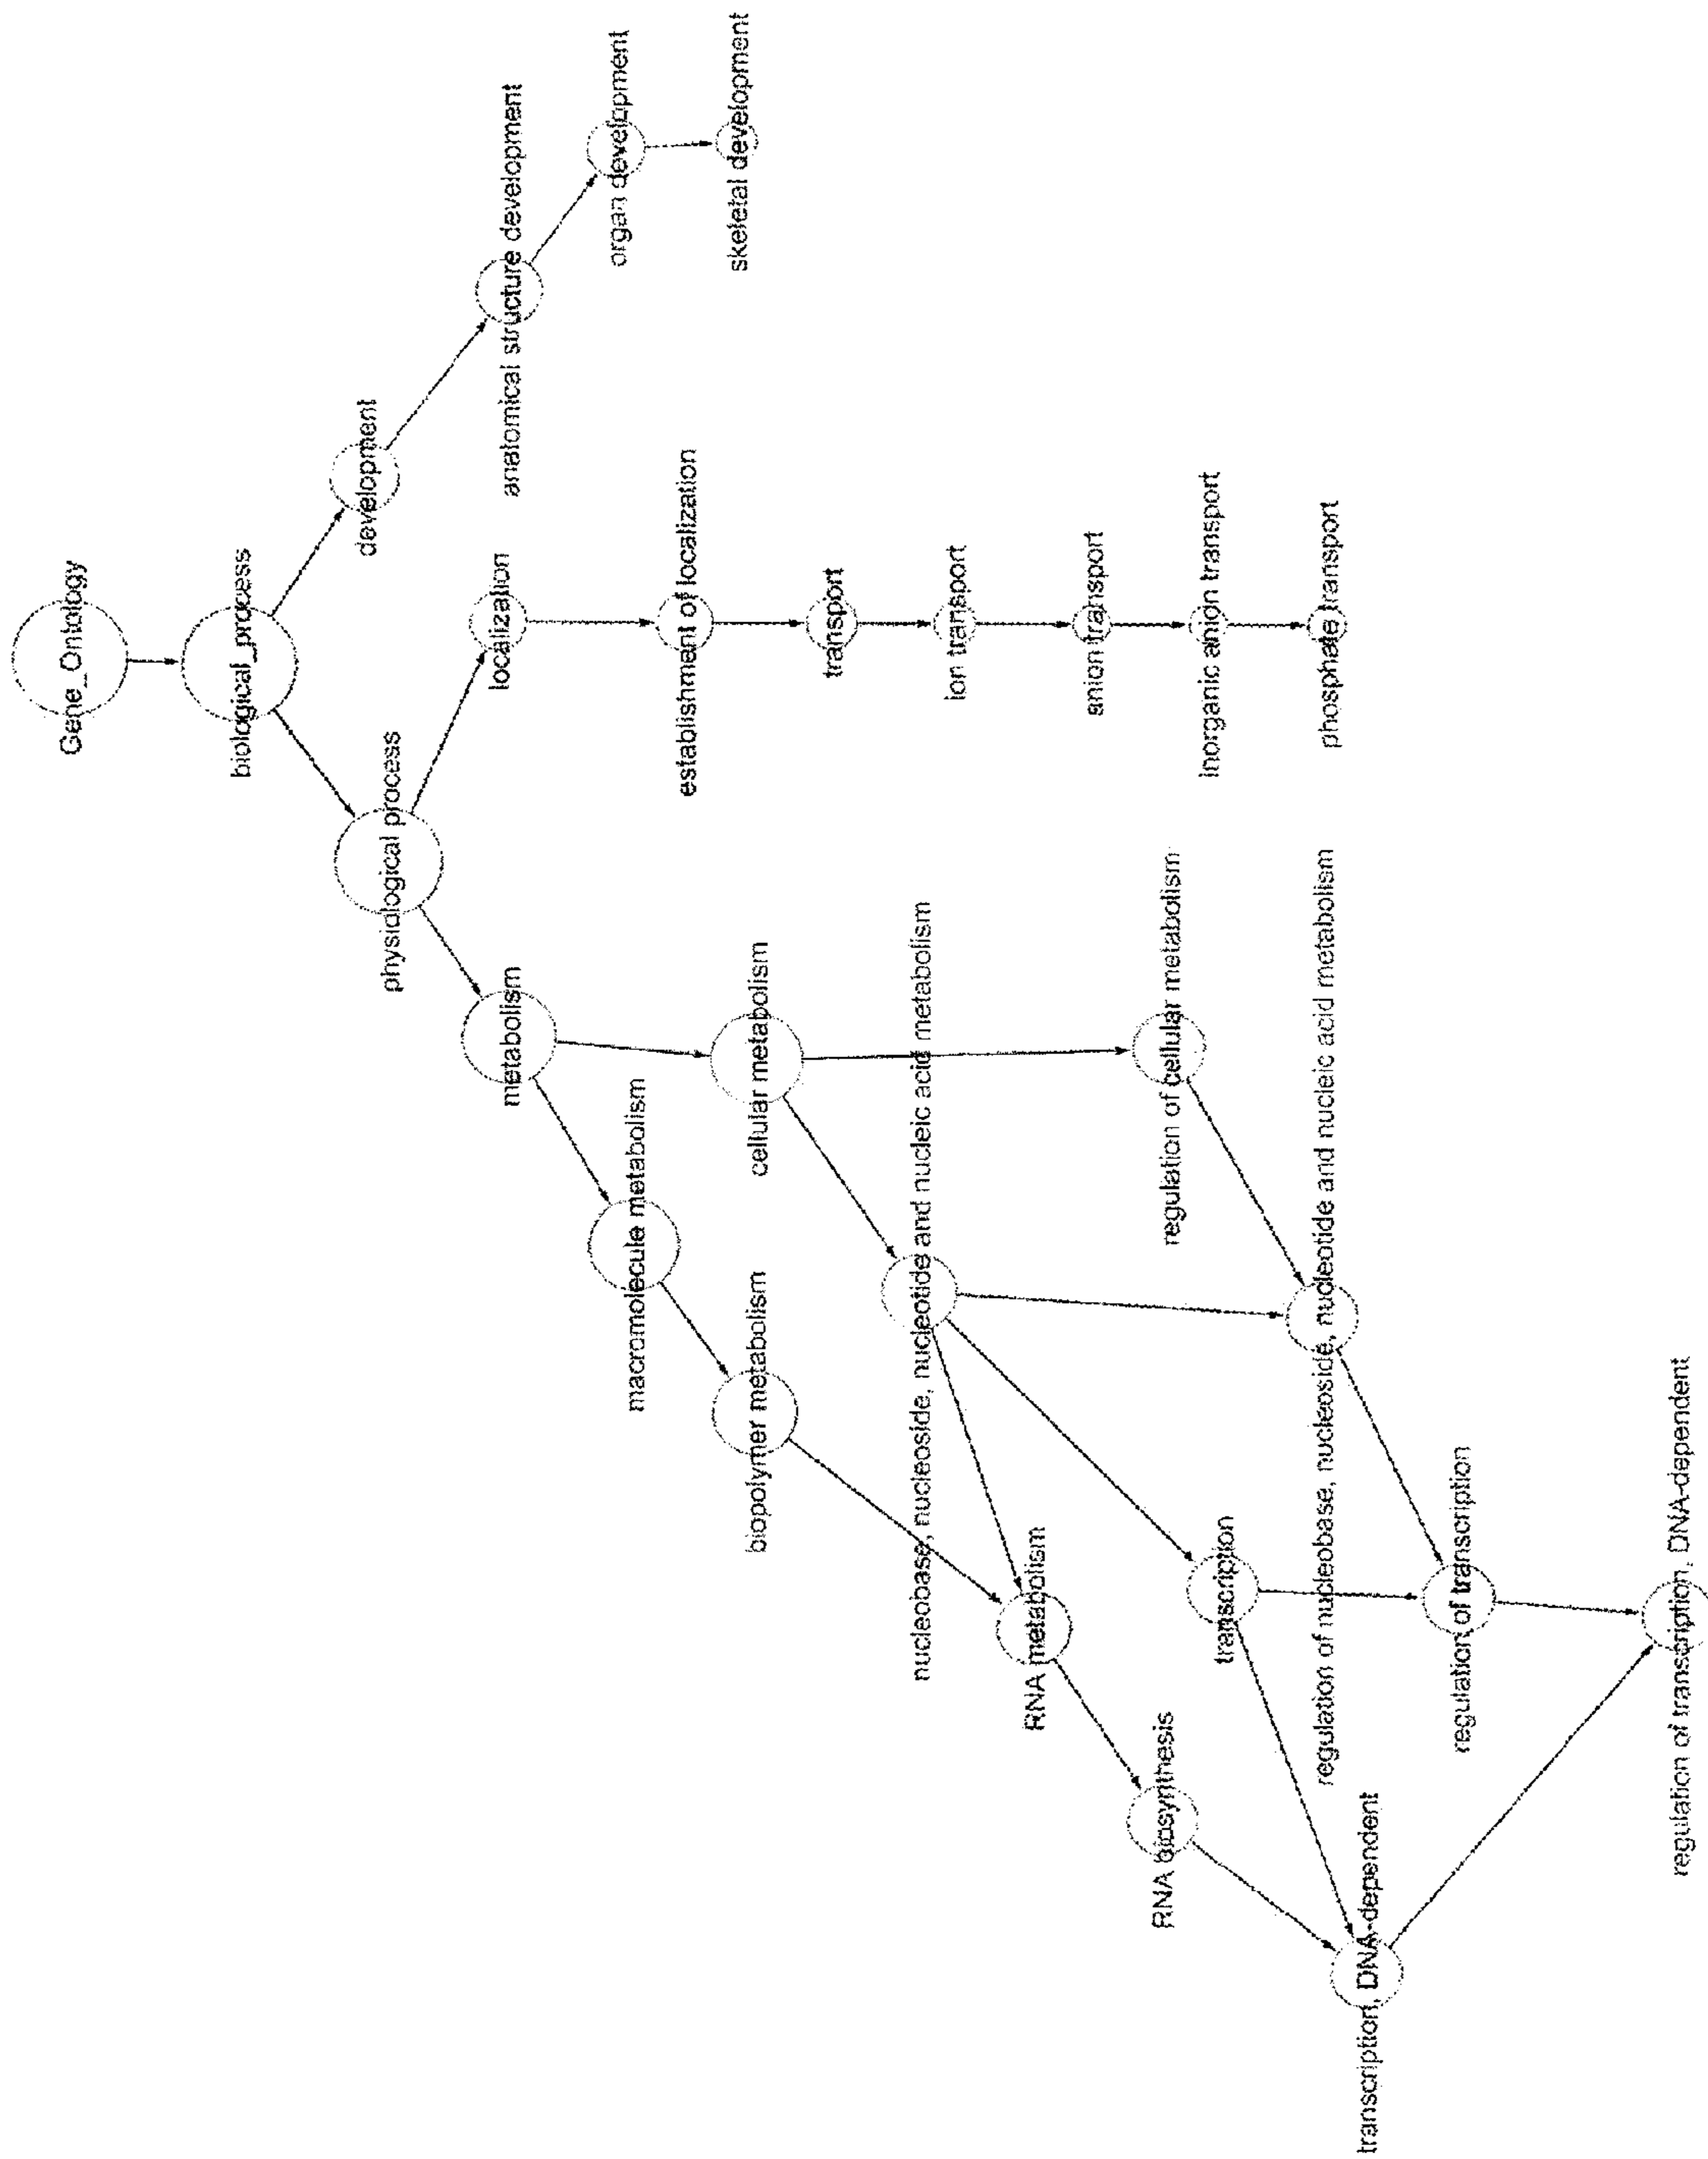 Gene_Ontology
biological_process
development
physiological process
anatomical structure development
localization
metabolism
organ development
macromolecule metabolism
establishment of localization
skeletal development
cellular metabolism
biopolymer metabolism
transport
nucleobase, nucleoside, nucleotide and nucleic acid metabolism
ion transport
RNA metabolism
anion transport
regulation of cellular metabolism
RNA biosynthesis
inorganic anion transport
transcription
phosphate transport
regulation of nucleobase, nucleoside, nucleotide and nucleic acid metabolism
transcription, DNA-dependent
regulation of transcription
regulation of transcription, DNA-dependent